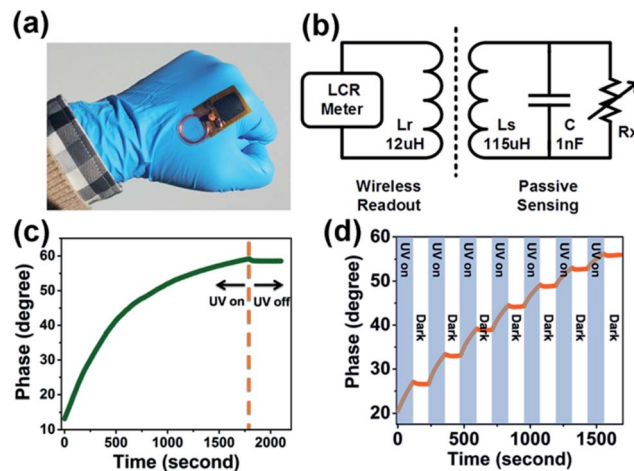 (a)
(b)
LCR
Meter
Lr
12uH
Ls
115uH
C
1nF
Rx
Wireless
Readout
Passive
Sensing
(c)
Phase (degree)
60
50
40
30
20
10
UV on
UV off
0
500
1000
1500
2000
Time (second)
(d)
Phase (degree)
60
50
40
30
20
UV on
Dark
UV on
Dark
UV on
Dark
UV on
Dark
UV on
Dark
UV on
Dark
UV on
Dark
0
500
1000
1500
Time (second)